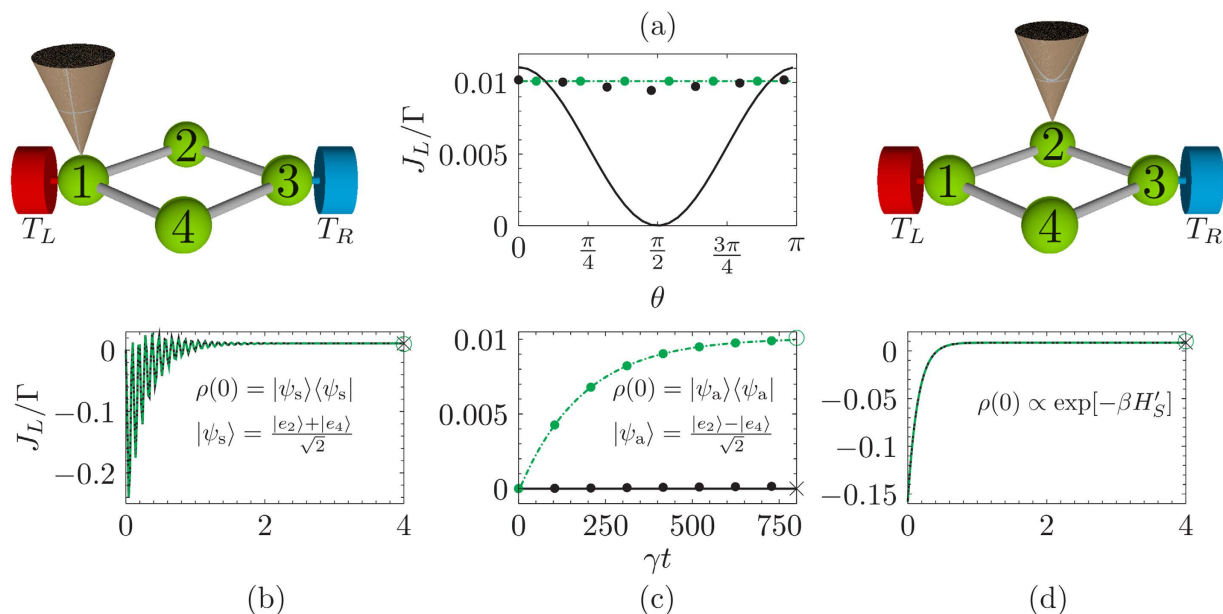 (a)
1
2
3
4
T_L
T_R
J_L/Γ
0.01
0.005
0
0
π/4
π/2
3π/4
π
θ
1
2
3
4
T_L
T_R
J_L/Γ
0
−0.1
−0.2
ρ(0) = |ψ_s⟩⟨ψ_s|
|ψ_s⟩ = |e_2⟩+|e_4⟩/√2
0
2
4
(b)
0.01
0.005
0
ρ(0) = |ψ_a⟩⟨ψ_a|
|ψ_a⟩ = |e_2⟩−|e_4⟩/√2
0
250
500
750
γt
(c)
0
−0.05
−0.1
−0.15
ρ(0) ∝ exp[−βH′_S]
0
2
4
(d)